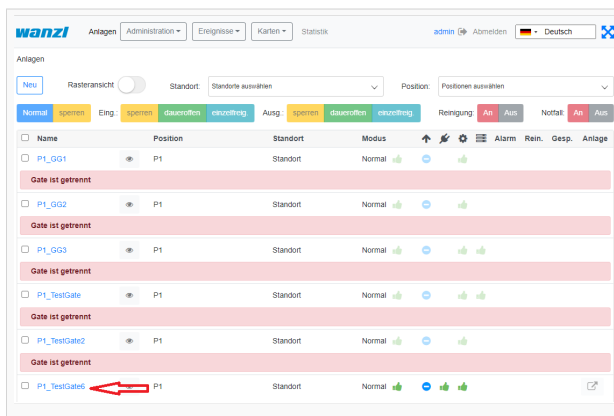 wanzl Anlagen Administration Ereignisse Karten Statistik admin Abmelden Deutsch
Anlagen
Neu Rasteransicht Standort: Standorte auswählen Position: Positionen auswählen
Normal sperren Eing.: sperren daueroffen einzelfreig. Ausg.: sperren daueroffen einzelfreig. Reinigung: An Aus Notfall: An Aus
Name Position Standort Modus Alarm Rein. Gesp. Anlage
P1_GG1 P1 Standort Normal
Gate ist getrennt
P1_GG2 P1 Standort Normal
Gate ist getrennt
P1_GG3 P1 Standort Normal
Gate ist getrennt
P1_TestGate P1 Standort Normal
Gate ist getrennt
P1_TestGate2 P1 Standort Normal
Gate ist getrennt
P1_TestGate6 P1 Standort Normal